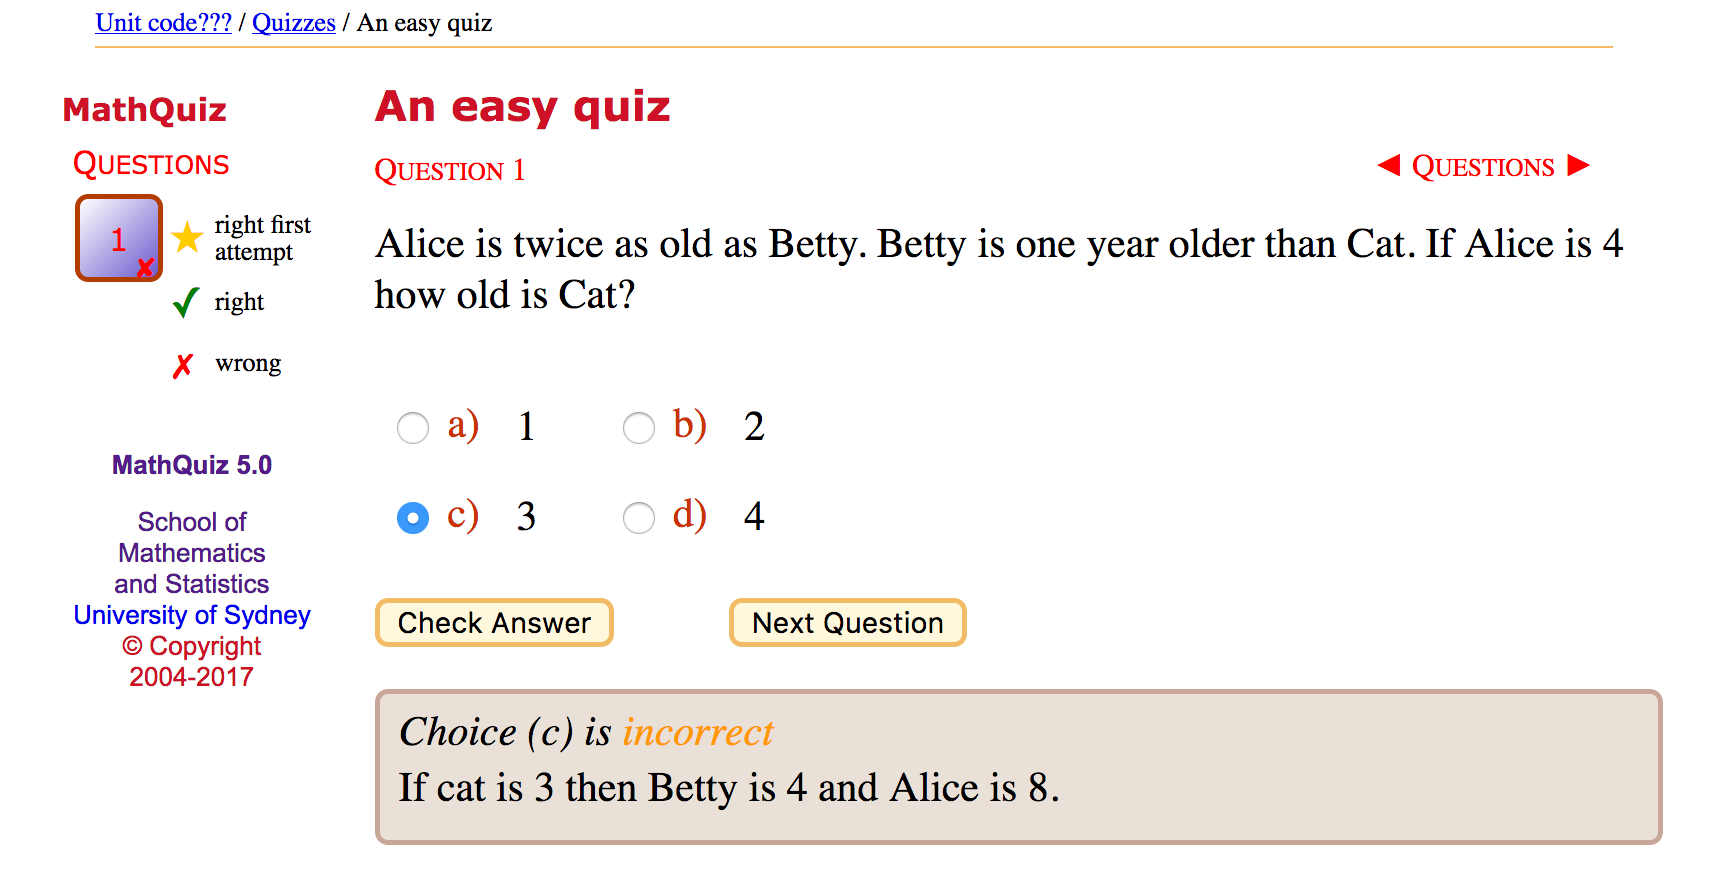 Unit code??? / Quizzes / An easy quiz
MathQuiz
QUESTIONS
1
right first
attempt
right
wrong
MathQuiz 5.0
School of
Mathematics
and Statistics
University of Sydney
© Copyright
2004-2017
An easy quiz
QUESTION 1
◀ QUESTIONS ▶
Alice is twice as old as Betty. Betty is one year older than Cat. If Alice is 4
how old is Cat?
a) 1 b) 2
c) 3 d) 4
Check Answer Next Question
Choice (c) is incorrect
If cat is 3 then Betty is 4 and Alice is 8.